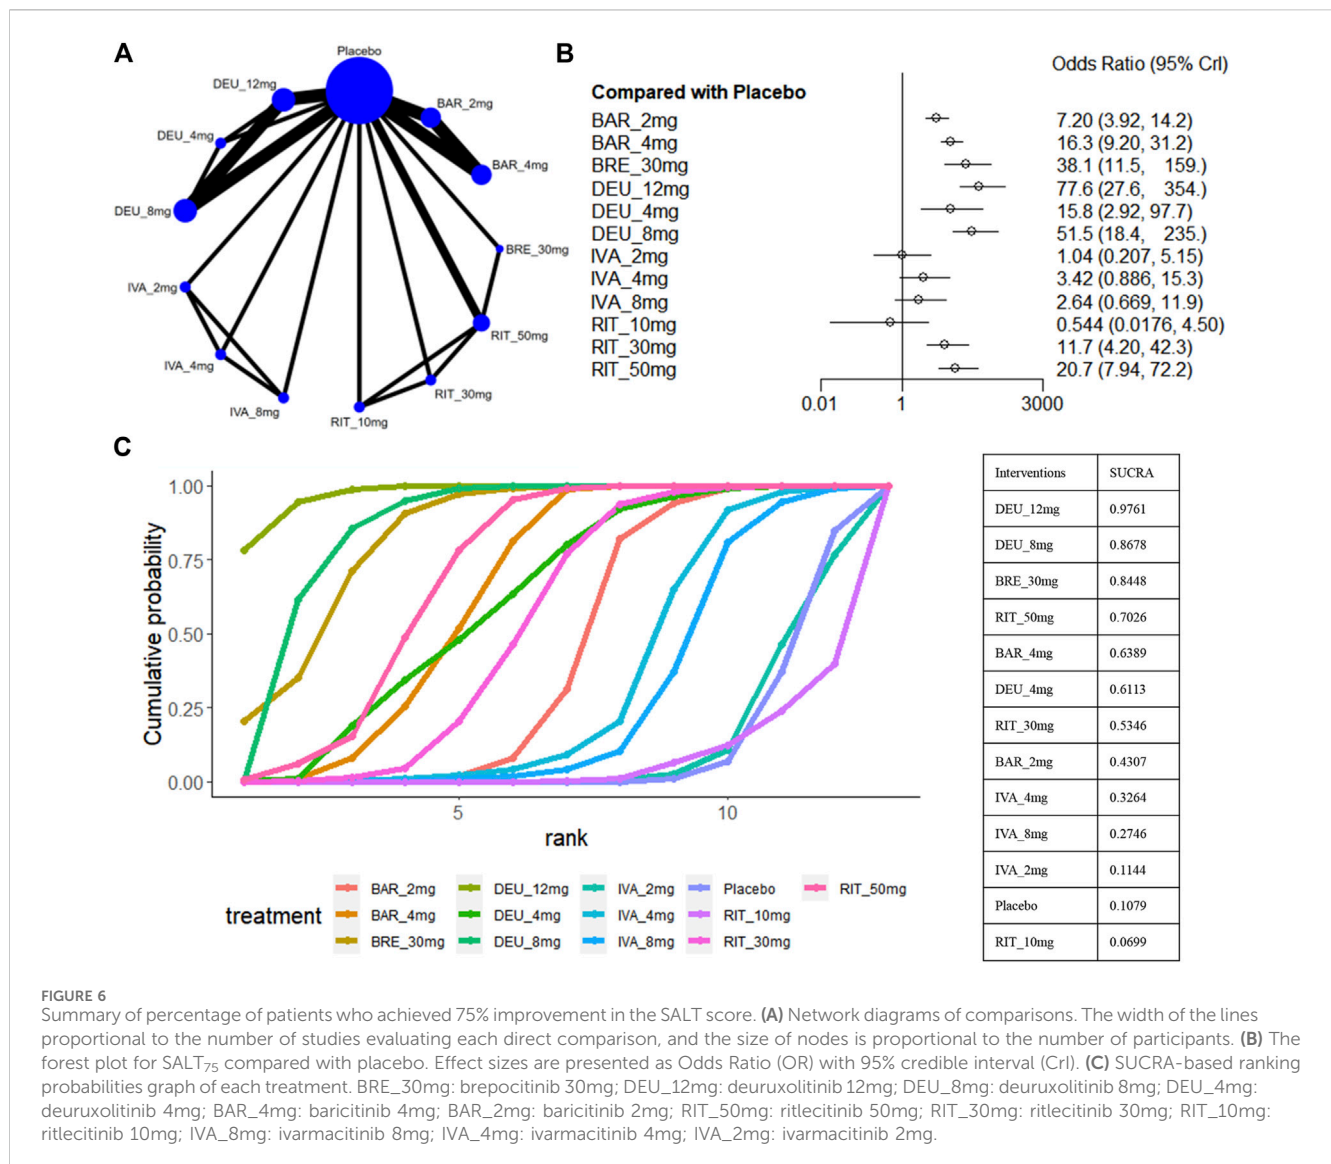 A
Placebo
DEU_12mg
BAR_2mg
DEU_4mg
BAR_4mg
DEU_8mg
BRE_30mg
IVA_2mg
RIT_50mg
IVA_4mg
RIT_30mg
IVA_8mg
RIT_10mg
B
Odds Ratio (95% CrI)
Compared with Placebo
BAR_2mg 7.20 (3.92, 14.2)
BAR_4mg 16.3 (9.20, 31.2)
BRE_30mg 38.1 (11.5, 159.)
DEU_12mg 77.6 (27.6, 354.)
DEU_4mg 15.8 (2.92, 97.7)
DEU_8mg 51.5 (18.4, 235.)
IVA_2mg 1.04 (0.207, 5.15)
IVA_4mg 3.42 (0.886, 15.3)
IVA_8mg 2.64 (0.669, 11.9)
RIT_10mg 0.544 (0.0176, 4.50)
RIT_30mg 11.7 (4.20, 42.3)
RIT_50mg 20.7 (7.94, 72.2)
0.01 1 3000
C
1.00
0.75
0.50
0.25
0.00
Cumulative probability
5 10
rank
treatment
BAR_2mg DEU_12mg IVA_2mg Placebo RIT_50mg
BAR_4mg DEU_4mg IVA_4mg RIT_10mg
BRE_30mg DEU_8mg IVA_8mg RIT_30mg
Interventions SUCRA
DEU_12mg 0.9761
DEU_8mg 0.8678
BRE_30mg 0.8448
RIT_50mg 0.7026
BAR_4mg 0.6389
DEU_4mg 0.6113
RIT_30mg 0.5346
BAR_2mg 0.4307
IVA_4mg 0.3264
IVA_8mg 0.2746
IVA_2mg 0.1144
Placebo 0.1079
RIT_10mg 0.0699
FIGURE 6
Summary of percentage of patients who achieved 75% improvement in the SALT score. (A) Network diagrams of comparisons. The width of the lines
proportional to the number of studies evaluating each direct comparison, and the size of nodes is proportional to the number of participants. (B) The
forest plot for SALT75 compared with placebo. Effect sizes are presented as Odds Ratio (OR) with 95% credible interval (CrI). (C) SUCRA-based ranking
probabilities graph of each treatment. BRE_30mg: brepocitinib 30mg; DEU_12mg: deuruxolitinib 12mg; DEU_8mg: deuruxolitinib 8mg; DEU_4mg:
deuruxolitinib 4mg; BAR_4mg: baricitinib 4mg; BAR_2mg: baricitinib 2mg; RIT_50mg: ritlecitinib 50mg; RIT_30mg: ritlecitinib 30mg; RIT_10mg:
ritlecitinib 10mg; IVA_8mg: ivarmacitinib 8mg; IVA_4mg: ivarmacitinib 4mg; IVA_2mg: ivarmacitinib 2mg.